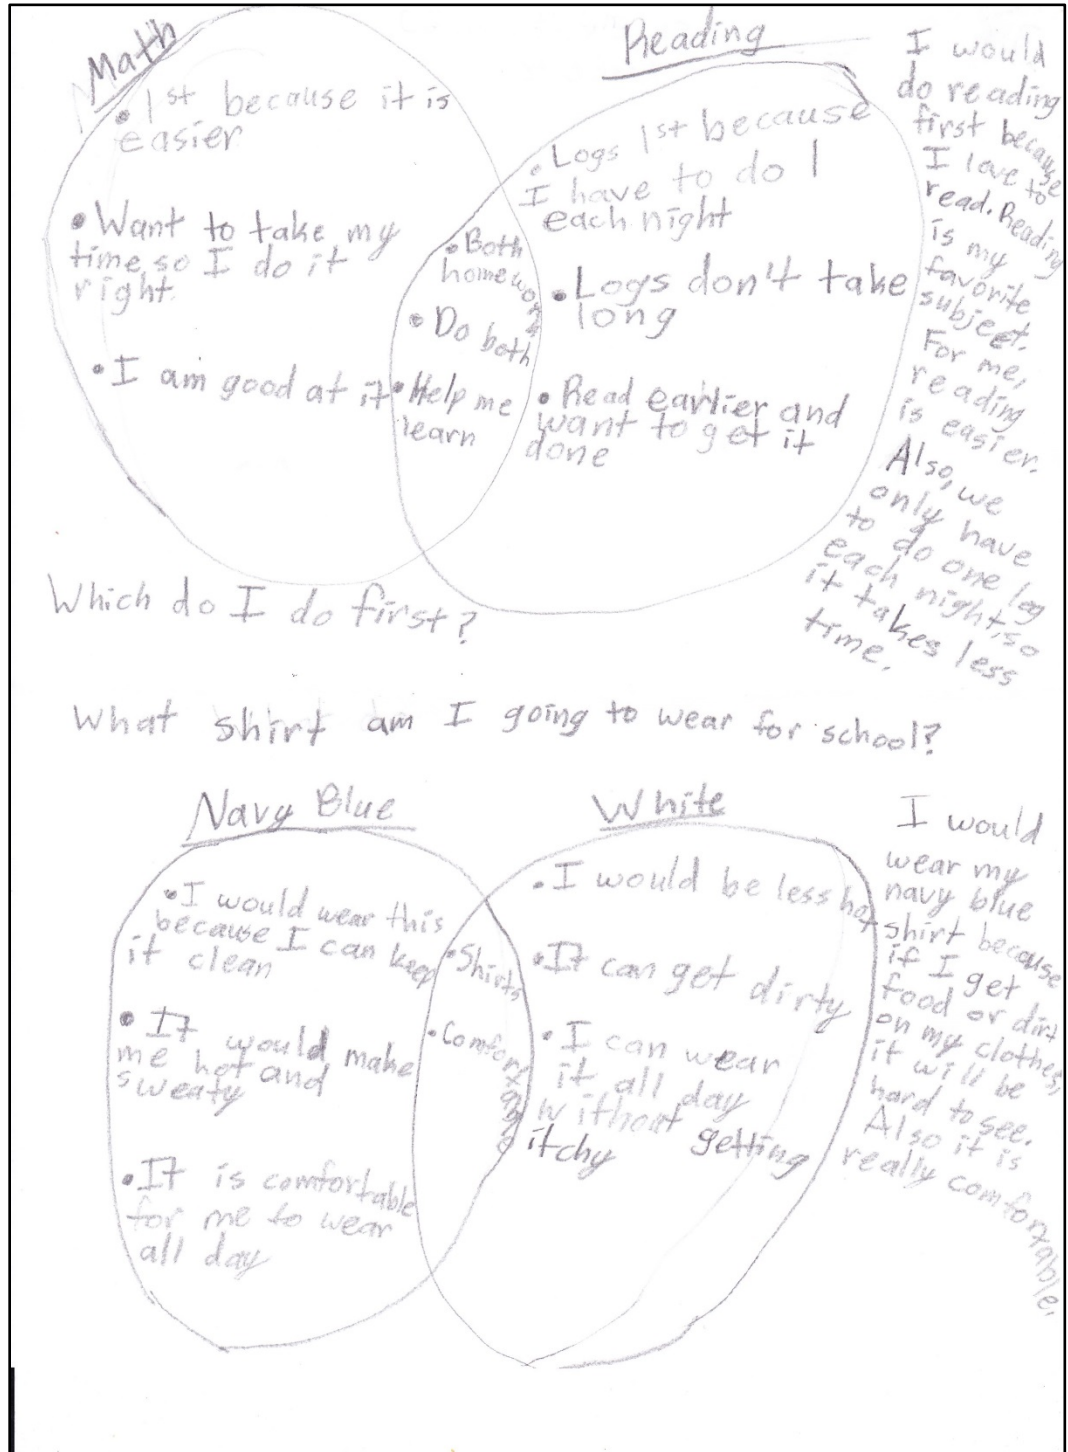 Math
• 1st because it is
easier
• Want to take my
time, so I do it
right.
• I am good at it
• Both
homework
• Do both
• Help me
learn
Reading
• Logs 1st because
I have to do 1
each night
• Logs don't take
long
• Read earlier and
want to get it
done
I would
do reading
first because
I love to
read. Reading
is my
favorite
subject.
For me,
reading
is easier.
Also, we
only have
to do one log
each night, so
it takes less
time.
Which do I do first?
What shirt am I going to wear for school?
Navy Blue
• I would wear this
because I can keep
it clean
• It would make
me hot and
sweaty
• It is comfortable
for me to wear
all day
• Shirts
• Comfortable
White
• I would be less hot
• It can get dirty
• I can wear
it all day
without getting
itchy
I would
wear my
navy blue
shirt because
if I get
food or dirt
on my clothes,
it will be
hard to see.
Also it is
really comfortable.